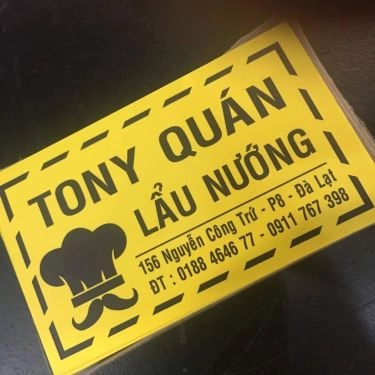 TONY QUÁN
LẨU NƯỚNG
156 Nguyễn Công Trứ - P8 - Đà Lạt
ĐT : 0188 4646 77 - 0911 767 398